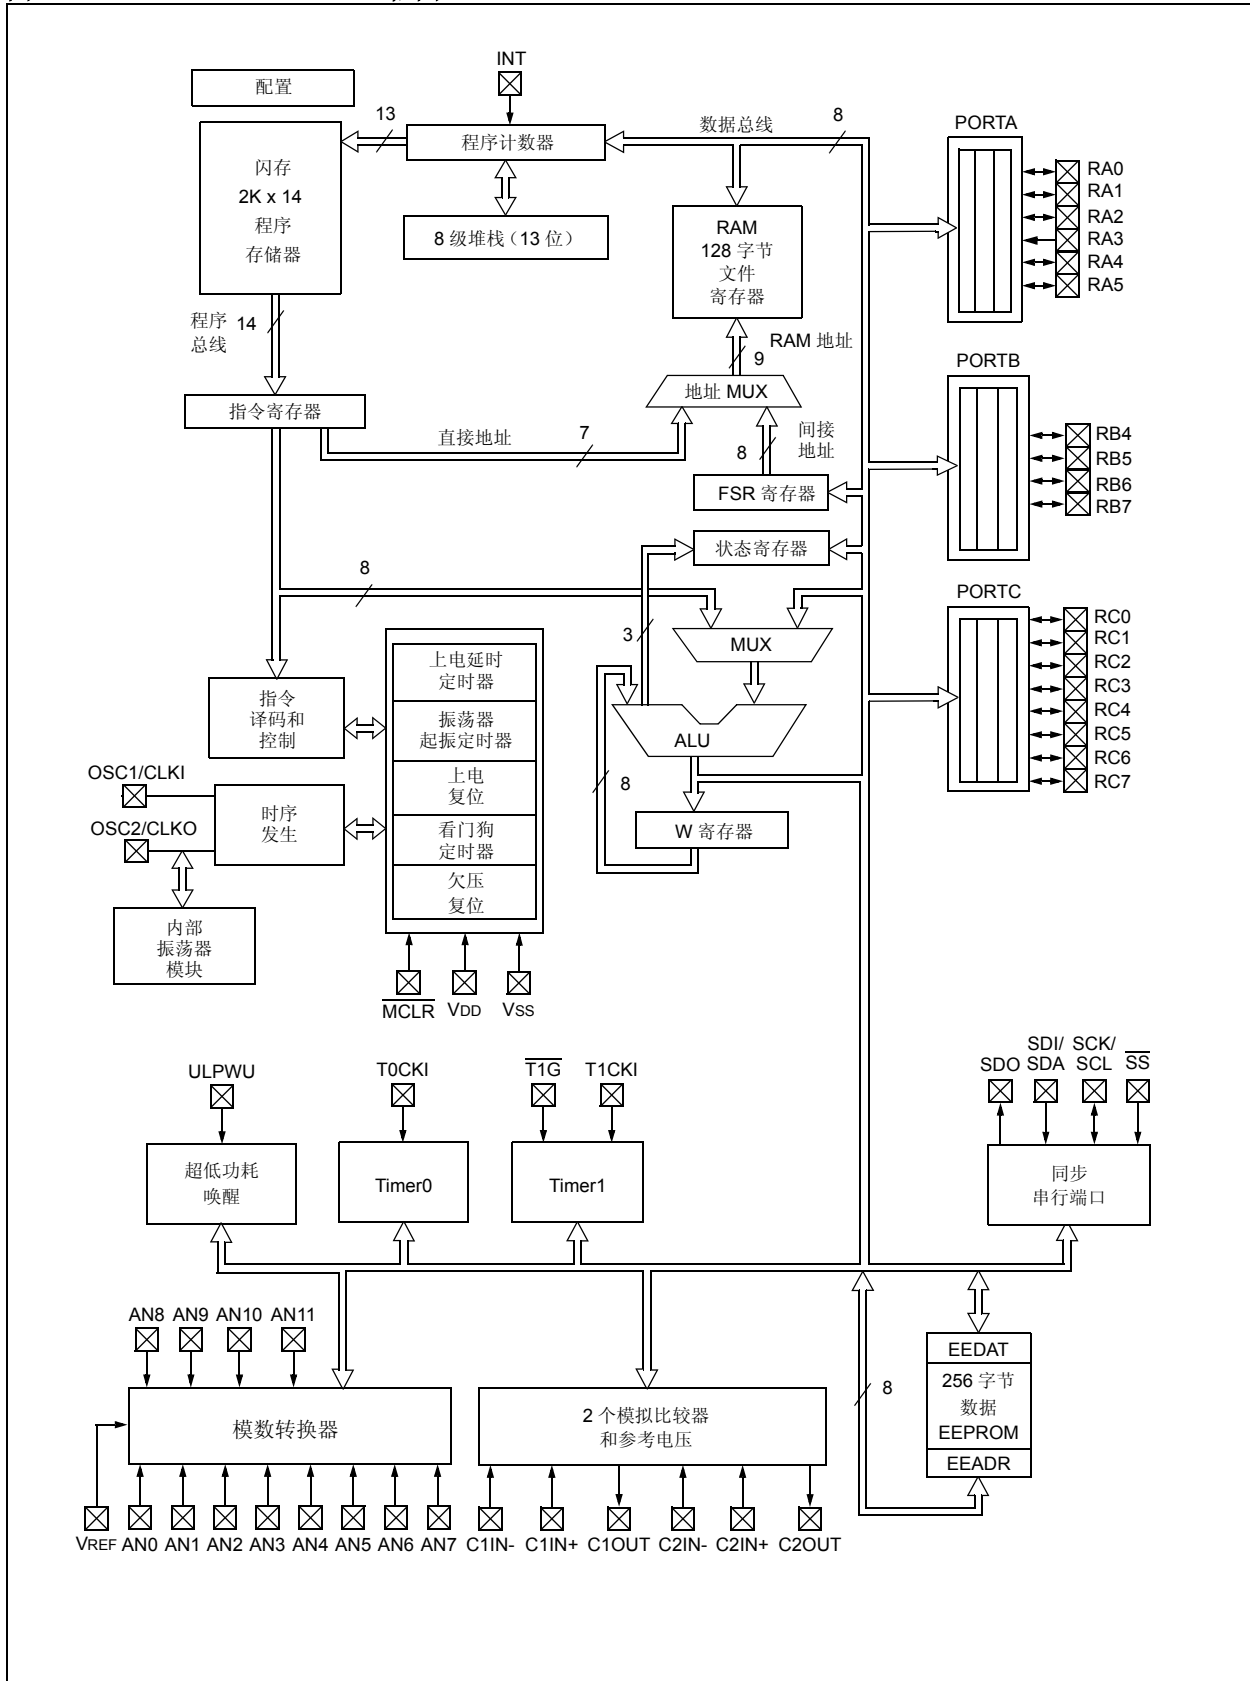 INT
配置
13
程序计数器
数据总线
8
PORTA
闪存
2K x 14
程序
存储器
8 级堆栈（13 位）
RAM
128 字节
文件
寄存器
RA0
RA1
RA2
RA3
RA4
RA5
程序
总线
14
RAM 地址
9
PORTB
指令寄存器
地址 MUX
直接地址
7
间接
地址
8
FSR 寄存器
RB4
RB5
RB6
RB7
状态寄存器
8
PORTC
3
MUX
RC0
RC1
RC2
RC3
RC4
RC5
RC6
RC7
上电延时
定时器
指令
译码和
控制
振荡器
起振定时器
ALU
OSC1/CLKI
上电
复位
8
时序
发生
OSC2/CLKO
看门狗
定时器
W 寄存器
欠压
复位
内部
振荡器
模块
MCLR
VDD
VSS
ULPWU
T0CKI
T1G
T1CKI
SDO
SDI/
SDA
SCK/
SCL
SS
超低功耗
唤醒
Timer0
Timer1
同步
串行端口
AN8 AN9 AN10 AN11
EEDAT
256 字节
数据
EEPROM
EEADR
8
模数转换器
2 个模拟比较器
和参考电压
VREF AN0 AN1 AN2 AN3 AN4 AN5 AN6 AN7 C1IN- C1IN+ C1OUT C2IN- C2IN+ C2OUT